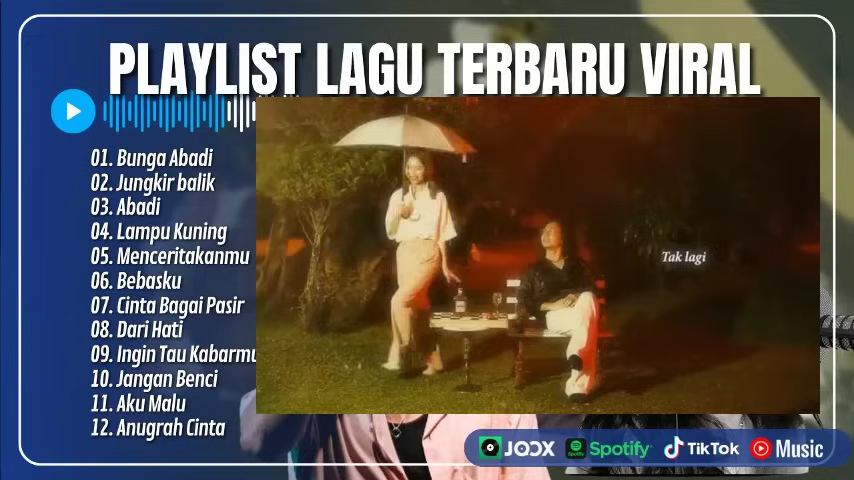 PLAYLIST LAGU TERBARU VIRAL
01. Bunga Abadi
02. Jungkir balik
03. Abadi
04. Lampu Kuning
05. Menceritakanmu
06. Bebasku
07. Cinta Bagai Pasir
08. Dari Hati
09. Ingin Tau Kabarmu
10. Jangan Benci
11. Aku Malu
12. Anugrah Cinta
Tak lagi
JOOX Spotify Spotify TikTok Music